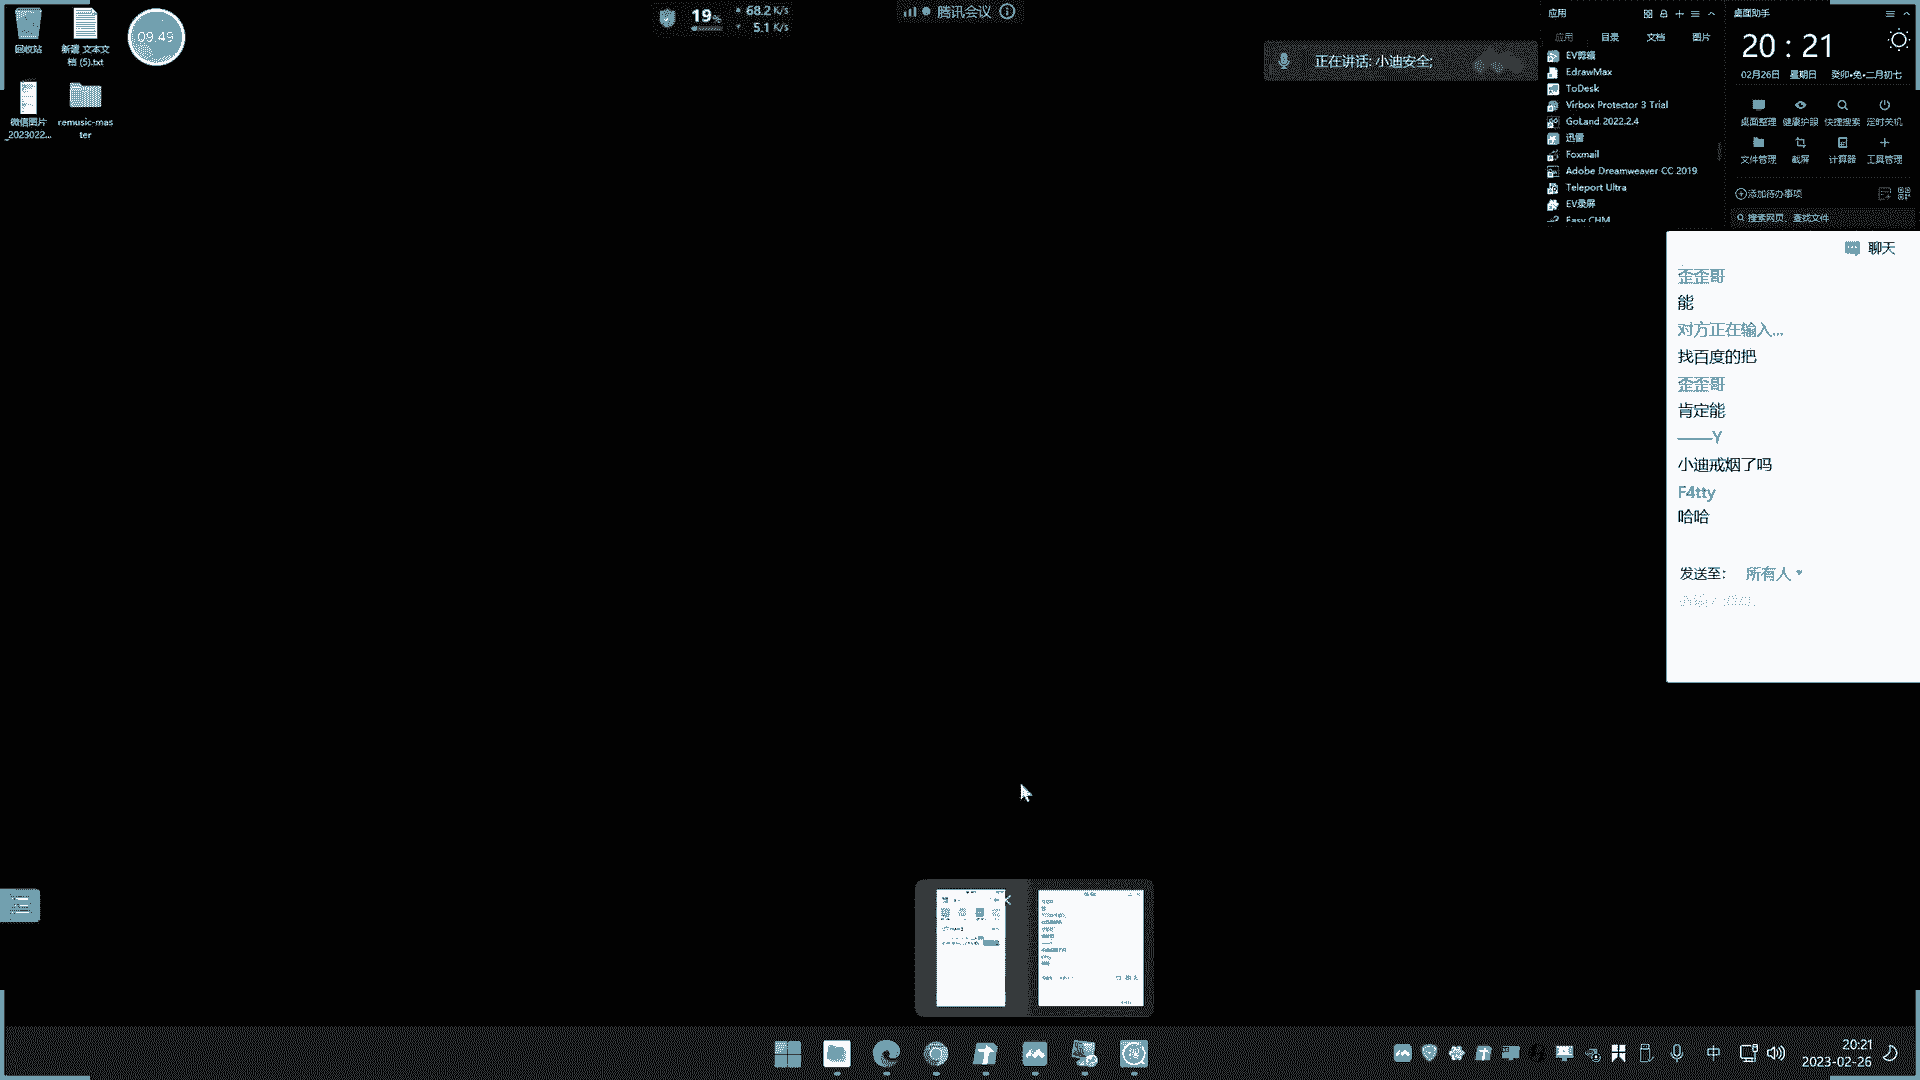 回收站
新建 文本文
档 (5).txt
09:49
微信图片
_2023022...
remusic-mas
ter
19%
68.2 K/s
5.1 K/s
腾讯会议
正在讲话: 小迪安全;
应用
应用
目录
文档
图片
EV剪辑
EdrawMax
ToDesk
Virbox Protector 3 Trial
GoLand 2022.2.4
迅雷
Foxmail
Adobe Dreamweaver CC 2019
Teleport Ultra
EV录屏
Easy CHM
桌面助手
20 : 21
02月26日 星期日 癸卯•兔•二月初七
桌面整理
健康护眼
快捷搜索
定时关机
文件管理
截屏
计算器
工具管理
添加待办事项
搜索网页、查找文件
聊天
歪歪哥
能
对方正在输入...
找百度的把
歪歪哥
肯定能
——Y
小迪戒烟了吗
F4tty
哈哈
发送至:
所有人
中
20:21
2023-02-26